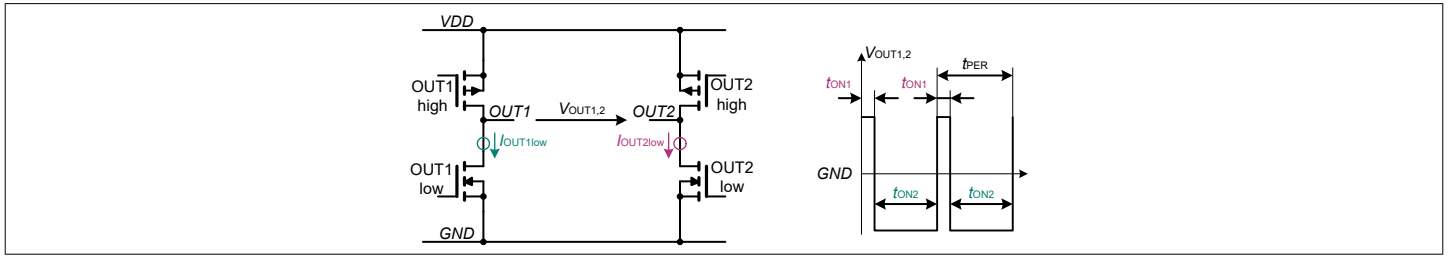 VDD
OUT1
high
OUT2
high
OUT1
VOUT1,2
OUT2
IOUT1low
IOUT2low
OUT1
low
OUT2
low
GND
VOUT1,2
tPER
tON1
tON1
GND
tON2
tON2